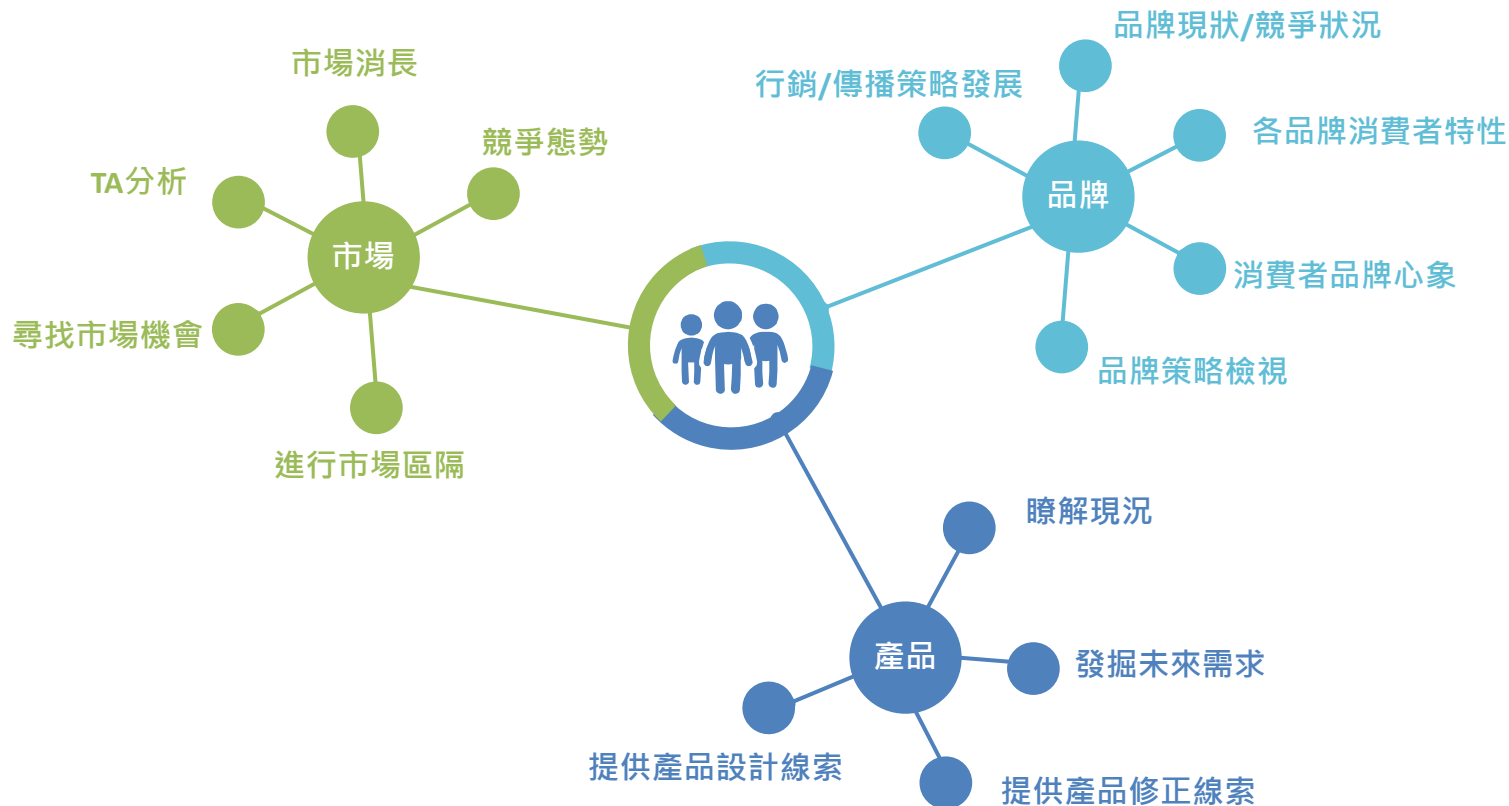 市場消長
競爭態勢
TA分析
市場
尋找市場機會
進行市場區隔
品牌現狀/競爭狀況
行銷/傳播策略發展
各品牌消費者特性
品牌
消費者品牌心象
品牌策略檢視
瞭解現況
產品
發掘未來需求
提供產品設計線索
提供產品修正線索